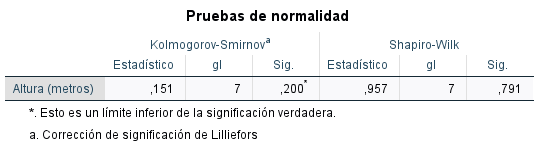 Pruebas de normalidad
Kolmogorov-Smirnovᵃ Shapiro-Wilk
Estadístico gl Sig. Estadístico gl Sig.
Altura (metros) ,151 7 ,200* ,957 7 ,791
*. Esto es un límite inferior de la significación verdadera.
a. Corrección de significación de Lilliefors